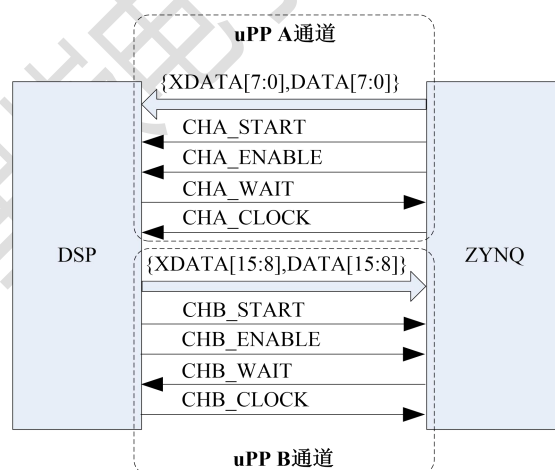 uPP A通道
{XDATA[7:0],DATA[7:0]}
CHA_START
CHA_ENABLE
CHA_WAIT
CHA_CLOCK
DSP
ZYNQ
{XDATA[15:8],DATA[15:8]}
CHB_START
CHB_ENABLE
CHB_WAIT
CHB_CLOCK
uPP B通道